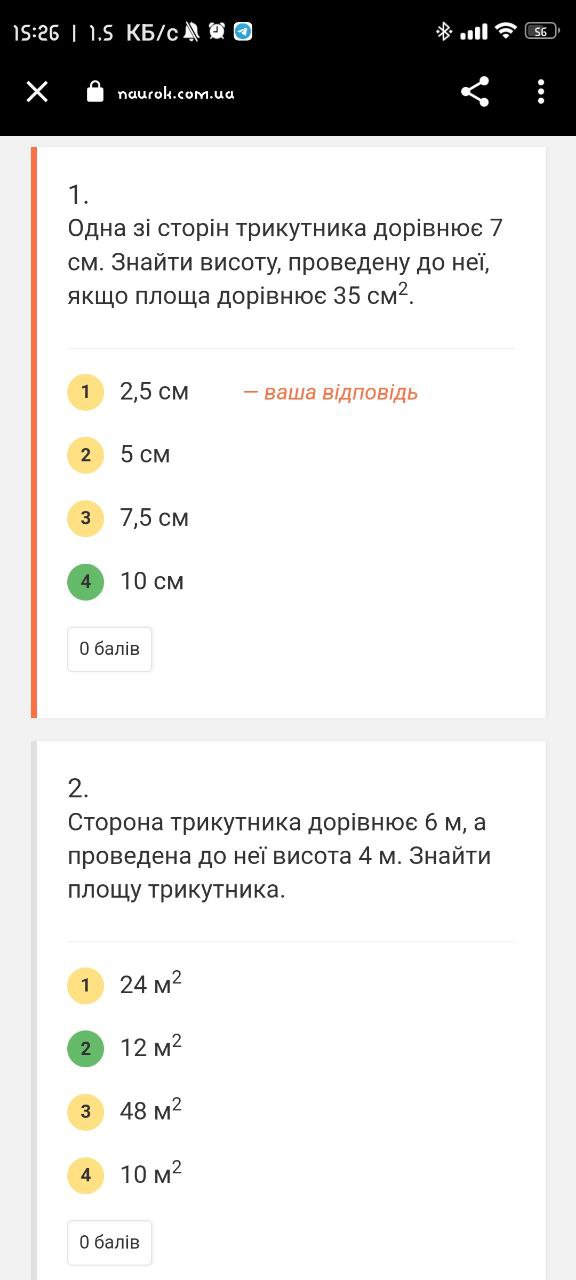 15:26 | 1,5 КБ/с
56
naurok.com.ua
1.
Одна зі сторін трикутника дорівнює 7
см. Знайти висоту, проведену до неї,
якщо площа дорівнює 35 см².
1 2,5 см — ваша відповідь
2 5 см
3 7,5 см
4 10 см
0 балів
2.
Сторона трикутника дорівнює 6 м, а
проведена до неї висота 4 м. Знайти
площу трикутника.
1 24 м²
2 12 м²
3 48 м²
4 10 м²
0 балів